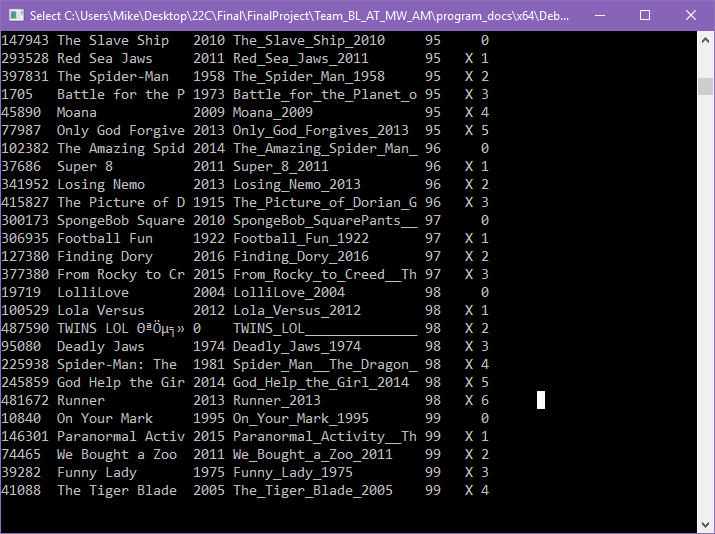 Select C:\Users\Mike\Desktop\22C\Final\FinalProject\Team_BL_AT_MW_AM\program_docs\x64\Deb...
147943 The Slave Ship 2010 The_Slave_Ship_2010 95 0
293528 Red Sea Jaws 2011 Red_Sea_Jaws_2011 95 X 1
397831 The Spider-Man 1958 The_Spider_Man_1958 95 X 2
1705 Battle for the P 1973 Battle_for_the_Planet_o 95 X 3
45890 Moana 2009 Moana_2009 95 X 4
77987 Only God Forgive 2013 Only_God_Forgives_2013 95 X 5
102382 The Amazing Spid 2014 The_Amazing_Spider_Man_ 96 0
37686 Super 8 2011 Super_8_2011 96 X 1
341952 Losing Nemo 2013 Losing_Nemo_2013 96 X 2
415827 The Picture of D 1915 The_Picture_of_Dorian_G 96 X 3
300173 SpongeBob Square 2010 SpongeBob_SquarePants__ 97 0
306935 Football Fun 1922 Football_Fun_1922 97 X 1
127380 Finding Dory 2016 Finding_Dory_2016 97 X 2
377380 From Rocky to Cr 2015 From_Rocky_to_Creed__Th 97 X 3
19719 LolliLove 2004 LolliLove_2004 98 0
100529 Lola Versus 2012 Lola_Versus_2012 98 X 1
487590 TWINS LOL ΘªÖµ╕» 0 TWINS_LOL______________ 98 X 2
95080 Deadly Jaws 1974 Deadly_Jaws_1974 98 X 3
225938 Spider-Man: The 1981 Spider_Man__The_Dragon_ 98 X 4
245859 God Help the Gir 2014 God_Help_the_Girl_2014 98 X 5
481672 Runner 2013 Runner_2013 98 X 6
10840 On Your Mark 1995 On_Your_Mark_1995 99 0
146301 Paranormal Activ 2015 Paranormal_Activity__Th 99 X 1
74465 We Bought a Zoo 2011 We_Bought_a_Zoo_2011 99 X 2
39282 Funny Lady 1975 Funny_Lady_1975 99 X 3
41088 The Tiger Blade 2005 The_Tiger_Blade_2005 99 X 4